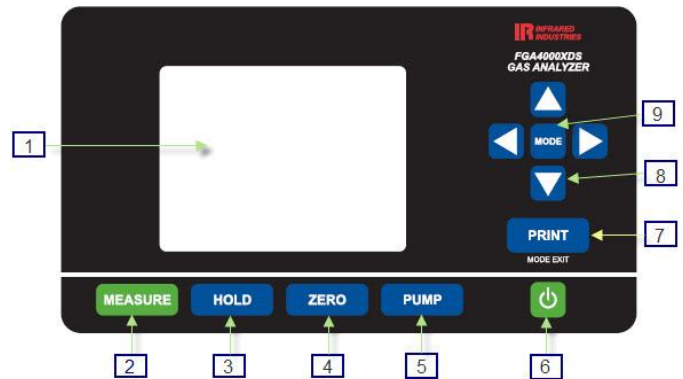 IR INFRARED
INDUSTRIES
FGA4000XDS
GAS ANALYZER
1
9
MODE
8
PRINT
7
MODE EXIT
MEASURE
HOLD
ZERO
PUMP
2
3
4
5
6